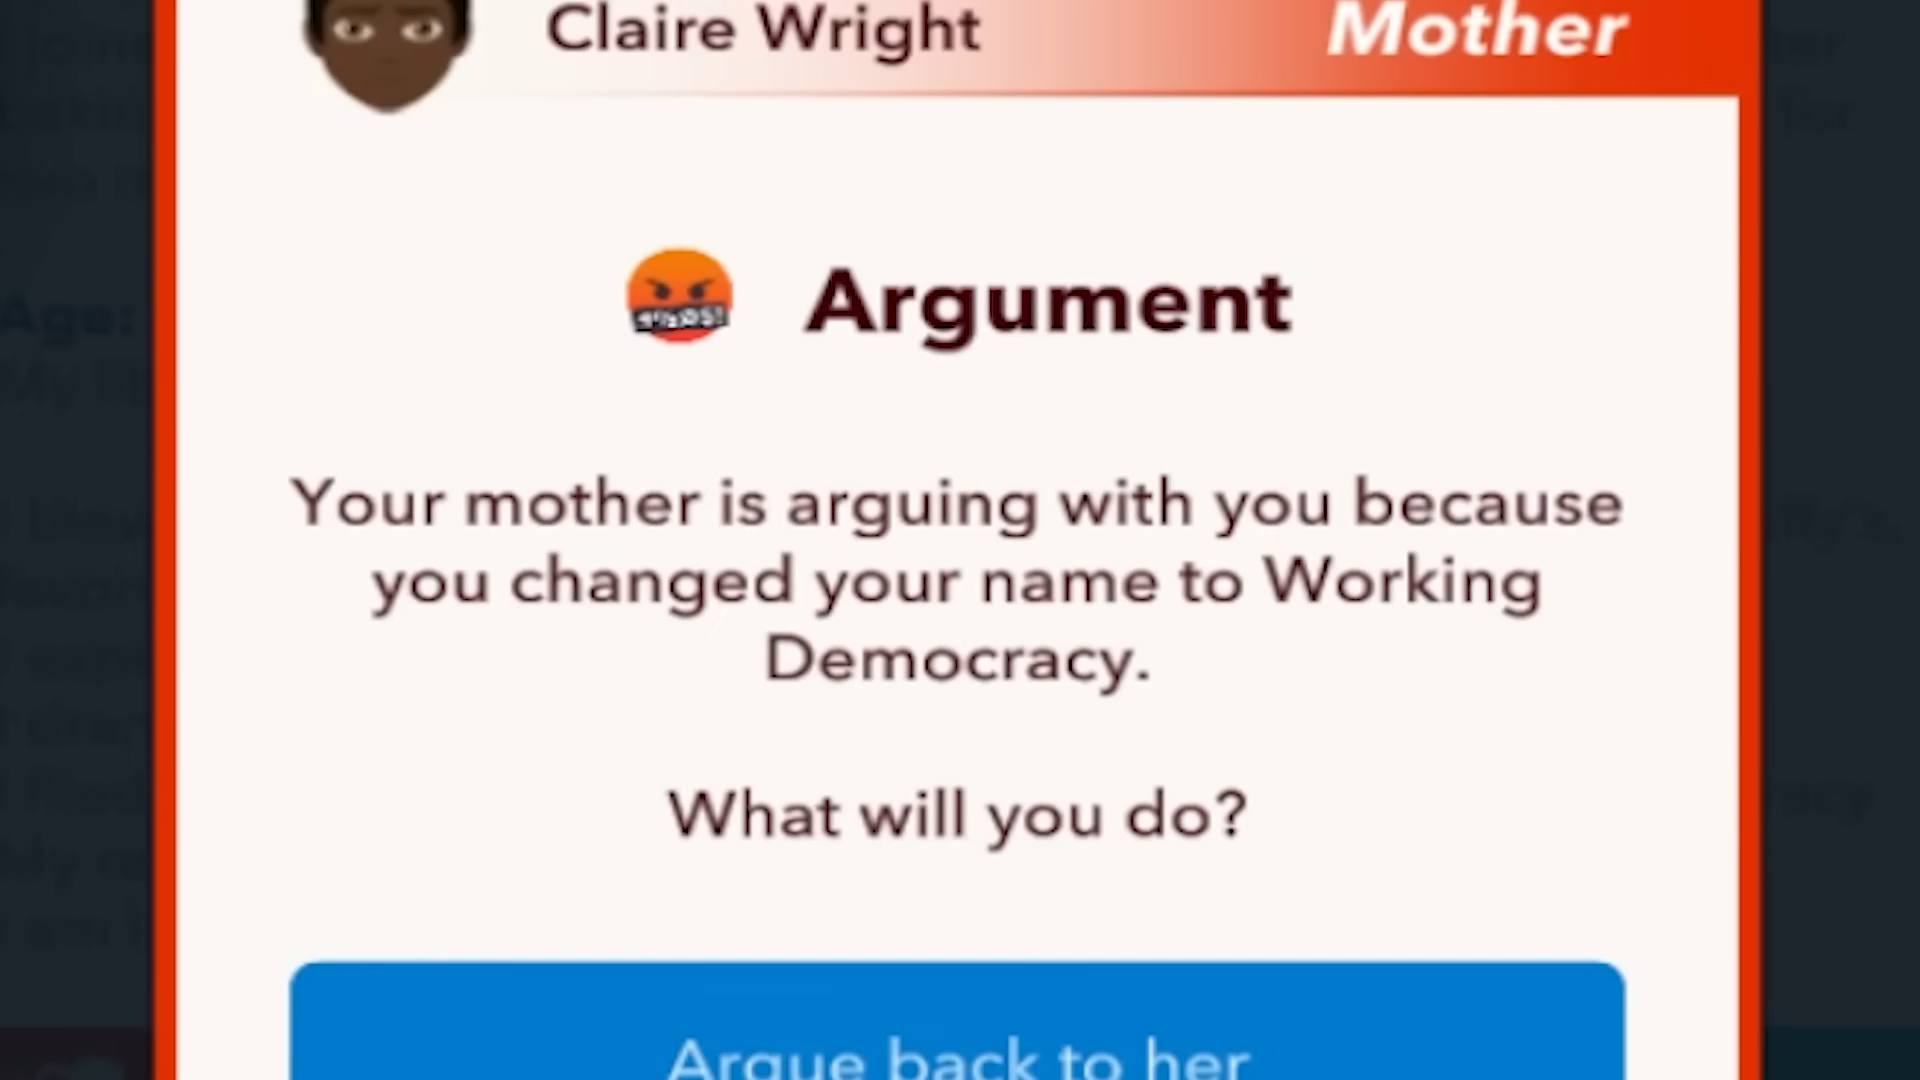 Claire Wright
Mother
Argument
Your mother is arguing with you because
you changed your name to Working
Democracy.
What will you do?
Argue back to her
Age: